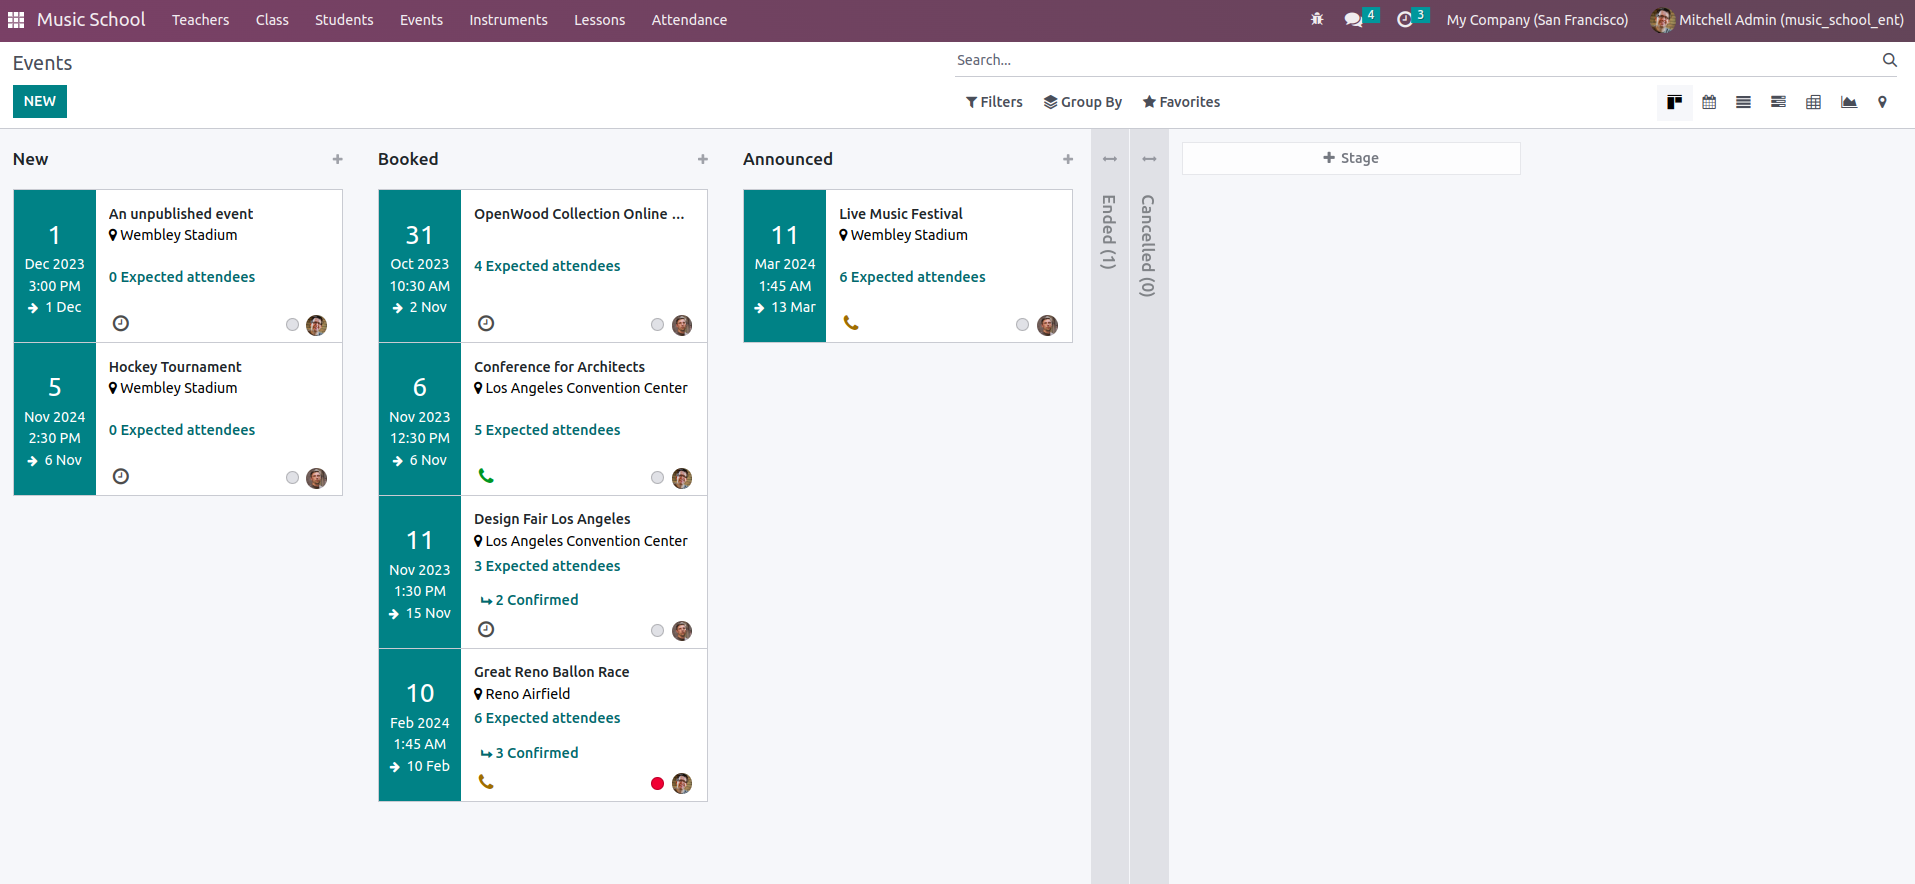 Music School Teachers Class Students Events Instruments Lessons Attendance 4 3 My Company (San Francisco) Mitchell Admin (music_school_ent)
Events
Search...
NEW
Filters Group By Favorites
New
1
Dec 2023
3:00 PM
1 Dec
An unpublished event
Wembley Stadium
0 Expected attendees
5
Nov 2024
2:30 PM
6 Nov
Hockey Tournament
Wembley Stadium
0 Expected attendees
Booked
31
Oct 2023
10:30 AM
2 Nov
OpenWood Collection Online ...
4 Expected attendees
6
Nov 2023
12:30 PM
6 Nov
Conference for Architects
Los Angeles Convention Center
5 Expected attendees
11
Nov 2023
1:30 PM
15 Nov
Design Fair Los Angeles
Los Angeles Convention Center
3 Expected attendees
2 Confirmed
10
Feb 2024
1:45 AM
10 Feb
Great Reno Ballon Race
Reno Airfield
6 Expected attendees
3 Confirmed
Announced
11
Mar 2024
1:45 AM
13 Mar
Live Music Festival
Wembley Stadium
6 Expected attendees
Ended (1)
Cancelled (0)
Stage